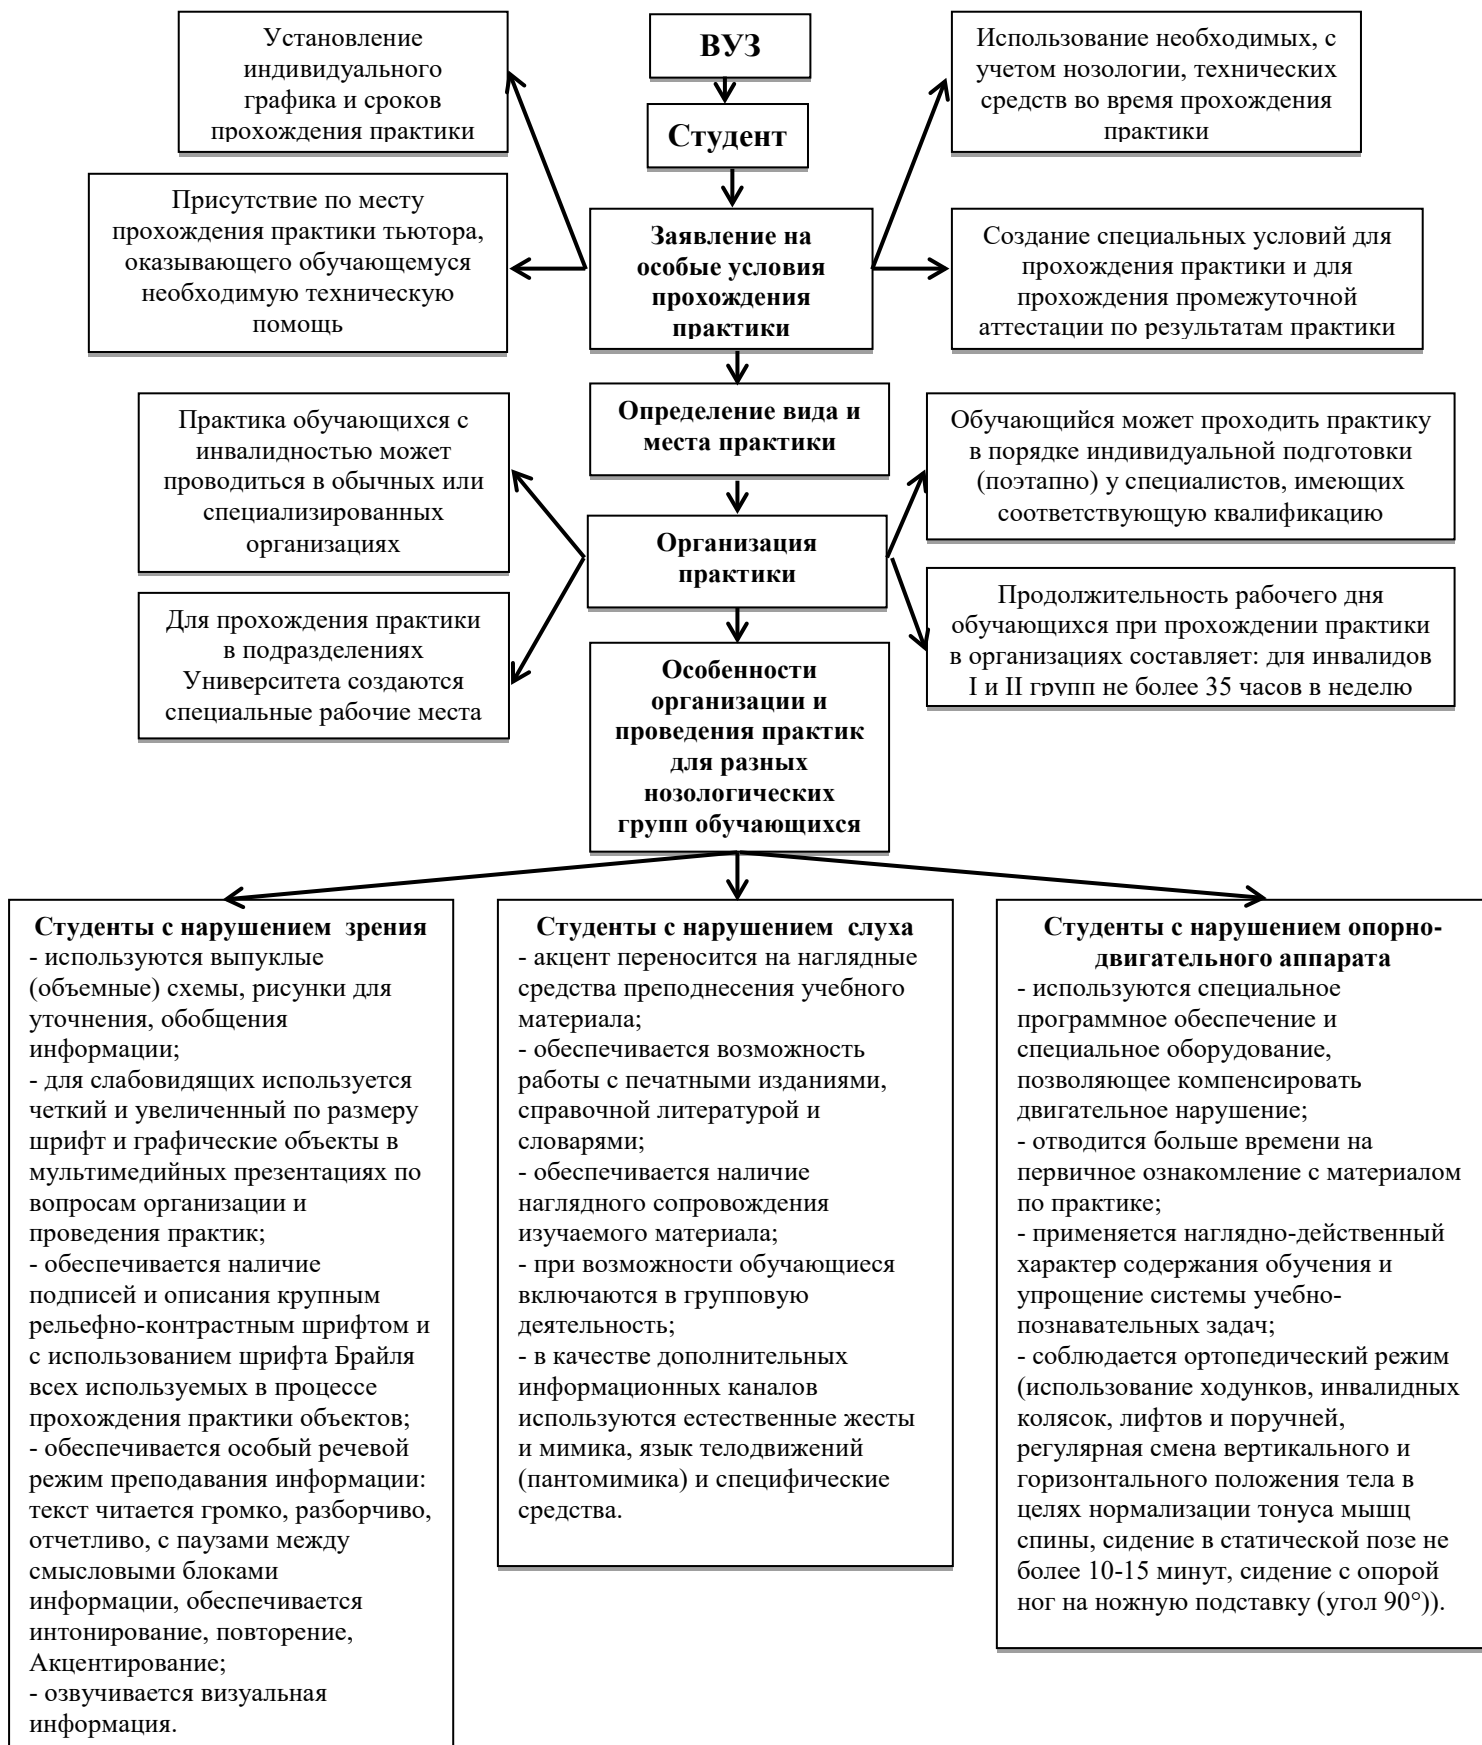 Установление
индивидуального
графика и сроков
прохождения практики
ВУЗ
Использование необходимых, с
учетом нозологии, технических
средств во время прохождения
практики
Студент
Присутствие по месту
прохождения практики тьютора,
оказывающего обучающемуся
необходимую техническую
помощь
Заявление на
особые условия
прохождения
практики
Создание специальных условий для
прохождения практики и для
прохождения промежуточной
аттестации по результатам практики
Определение вида и
места практики
Практика обучающихся с
инвалидностью может
проводиться в обычных или
специализированных
организациях
Обучающийся может проходить практику
в порядке индивидуальной подготовки
(поэтапно) у специалистов, имеющих
соответствующую квалификацию
Организация
практики
Для прохождения практики
в подразделениях
Университета создаются
специальные рабочие места
Продолжительность рабочего дня
обучающихся при прохождении практики
в организациях составляет: для инвалидов
I и II групп не более 35 часов в неделю
Особенности
организации и
проведения практик
для разных
нозологических
групп обучающихся
Студенты с нарушением зрения
- используются выпуклые
(объемные) схемы, рисунки для
уточнения, обобщения
информации;
- для слабовидящих используется
четкий и увеличенный по размеру
шрифт и графические объекты в
мультимедийных презентациях по
вопросам организации и
проведения практик;
- обеспечивается наличие
подписей и описания крупным
рельефно-контрастным шрифтом и
с использованием шрифта Брайля
всех используемых в процессе
прохождения практики объектов;
- обеспечивается особый речевой
режим преподавания информации:
текст читается громко, разборчиво,
отчетливо, с паузами между
смысловыми блоками
информации, обеспечивается
интонирование, повторение,
Акцентирование;
- озвучивается визуальная
информация.
Студенты с нарушением слуха
- акцент переносится на наглядные
средства преподнесения учебного
материала;
- обеспечивается возможность
работы с печатными изданиями,
справочной литературой и
словарями;
- обеспечивается наличие
наглядного сопровождения
изучаемого материала;
- при возможности обучающиеся
включаются в групповую
деятельность;
- в качестве дополнительных
информационных каналов
используются естественные жесты
и мимика, язык телодвижений
(пантомимика) и специфические
средства.
Студенты с нарушением опорно-
двигательного аппарата
- используются специальное
программное обеспечение и
специальное оборудование,
позволяющее компенсировать
двигательное нарушение;
- отводится больше времени на
первичное ознакомление с материалом
по практике;
- применяется наглядно-действенный
характер содержания обучения и
упрощение системы учебно-
познавательных задач;
- соблюдается ортопедический режим
(использование ходунков, инвалидных
колясок, лифтов и поручней,
регулярная смена вертикального и
горизонтального положения тела в
целях нормализации тонуса мышц
спины, сидение в статической позе не
более 10-15 минут, сидение с опорой
ног на ножную подставку (угол 90°)).